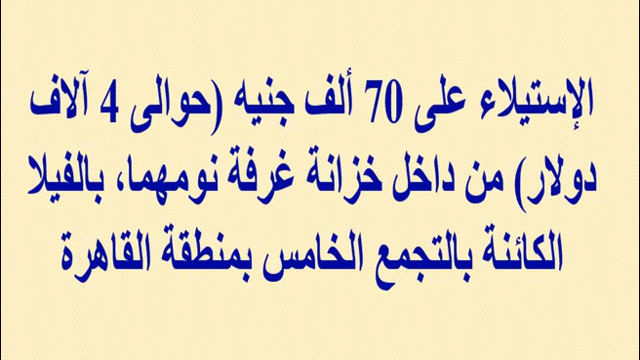 الإستيلاء على 70 ألف جنيه (حوالى 4 آلاف
دولار) من داخل خزانة غرفة نومهما، بالفيلا
الكائنة بالتجمع الخامس بمنطقة القاهرة